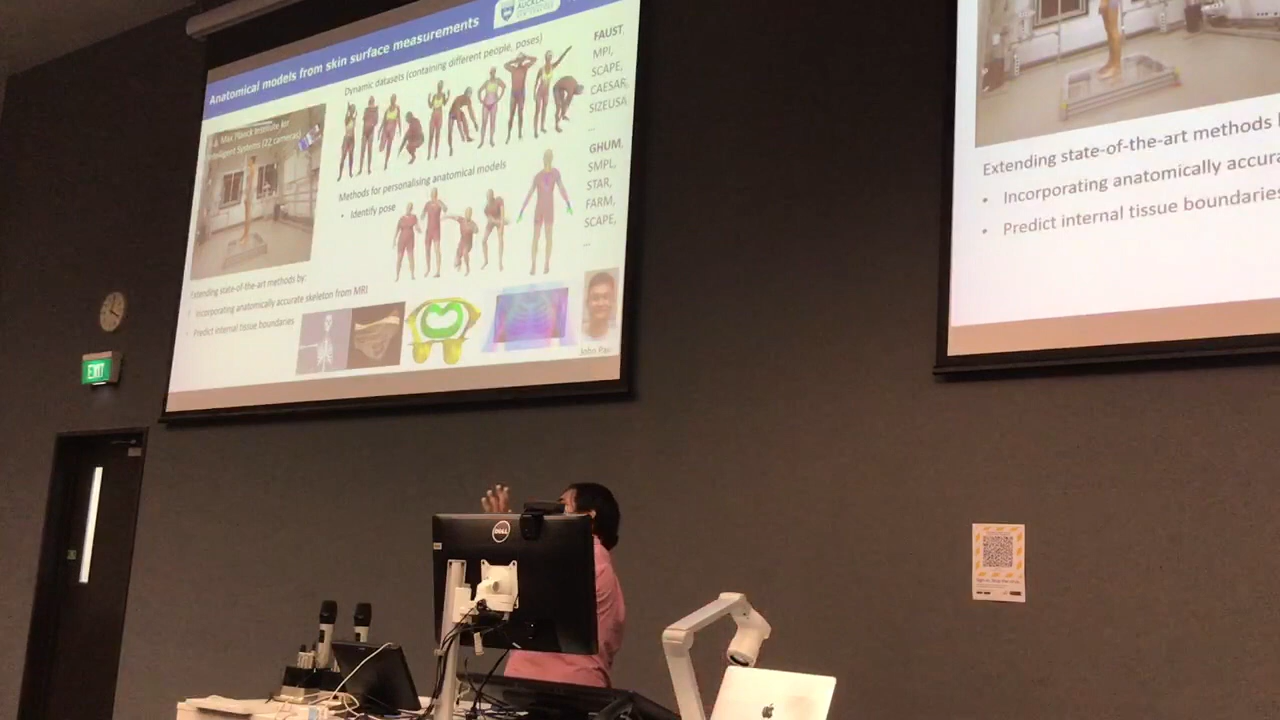 Anatomical models from skin surface measurements
AUCKLAND
Dynamic datasets (containing different people, poses)
FAUST,
MPI,
SCAPE,
CAESAR,
SIZEUSA
...
Max Planck Institute for
Intelligent Systems (22 cameras)
Methods for personalising anatomical models
• Identify pose
GHUM,
SMPL,
STAR,
FARM,
SCAPE,
...
Extending state-of-the-art methods by:
• Incorporating anatomically accurate skeleton from MRI
• Predict internal tissue boundaries
John
Extending state-of-the-art methods
• Incorporating anatomically
• Predict internal tissue boundaries
EXIT
DELL